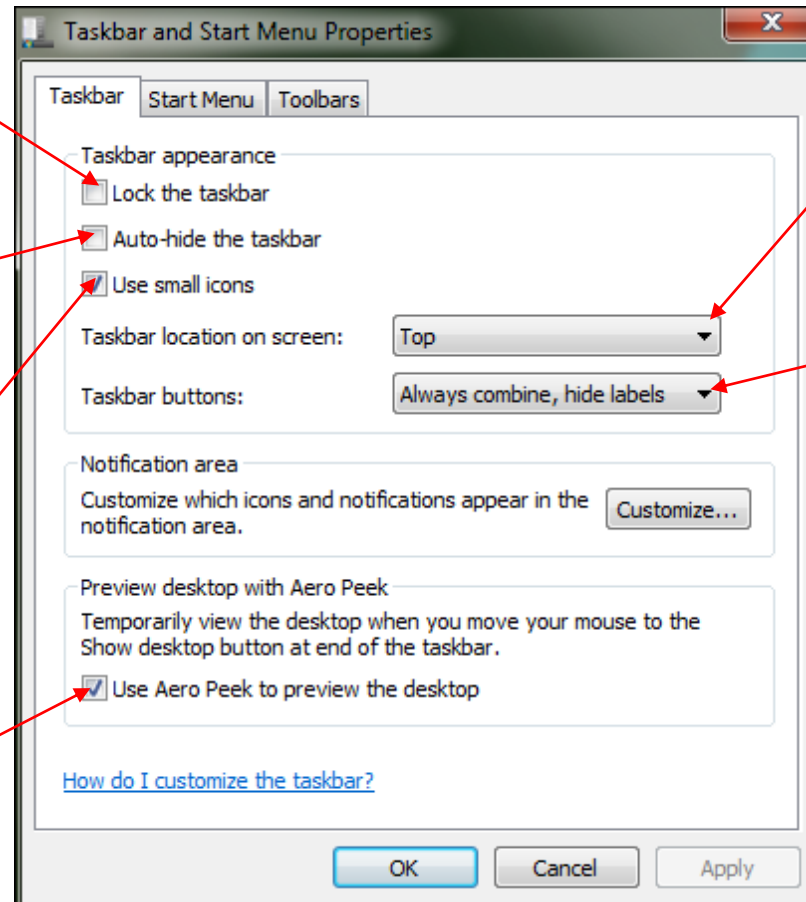 Taskbar and Start Menu Properties
Taskbar Start Menu Toolbars
Taskbar appearance
Lock the taskbar
Auto-hide the taskbar
Use small icons
Taskbar location on screen: Top
Taskbar buttons: Always combine, hide labels
Notification area
Customize which icons and notifications appear in the
notification area.
Customize...
Preview desktop with Aero Peek
Temporarily view the desktop when you move your mouse to the
Show desktop button at end of the taskbar.
Use Aero Peek to preview the desktop
How do I customize the taskbar?
OK Cancel Apply